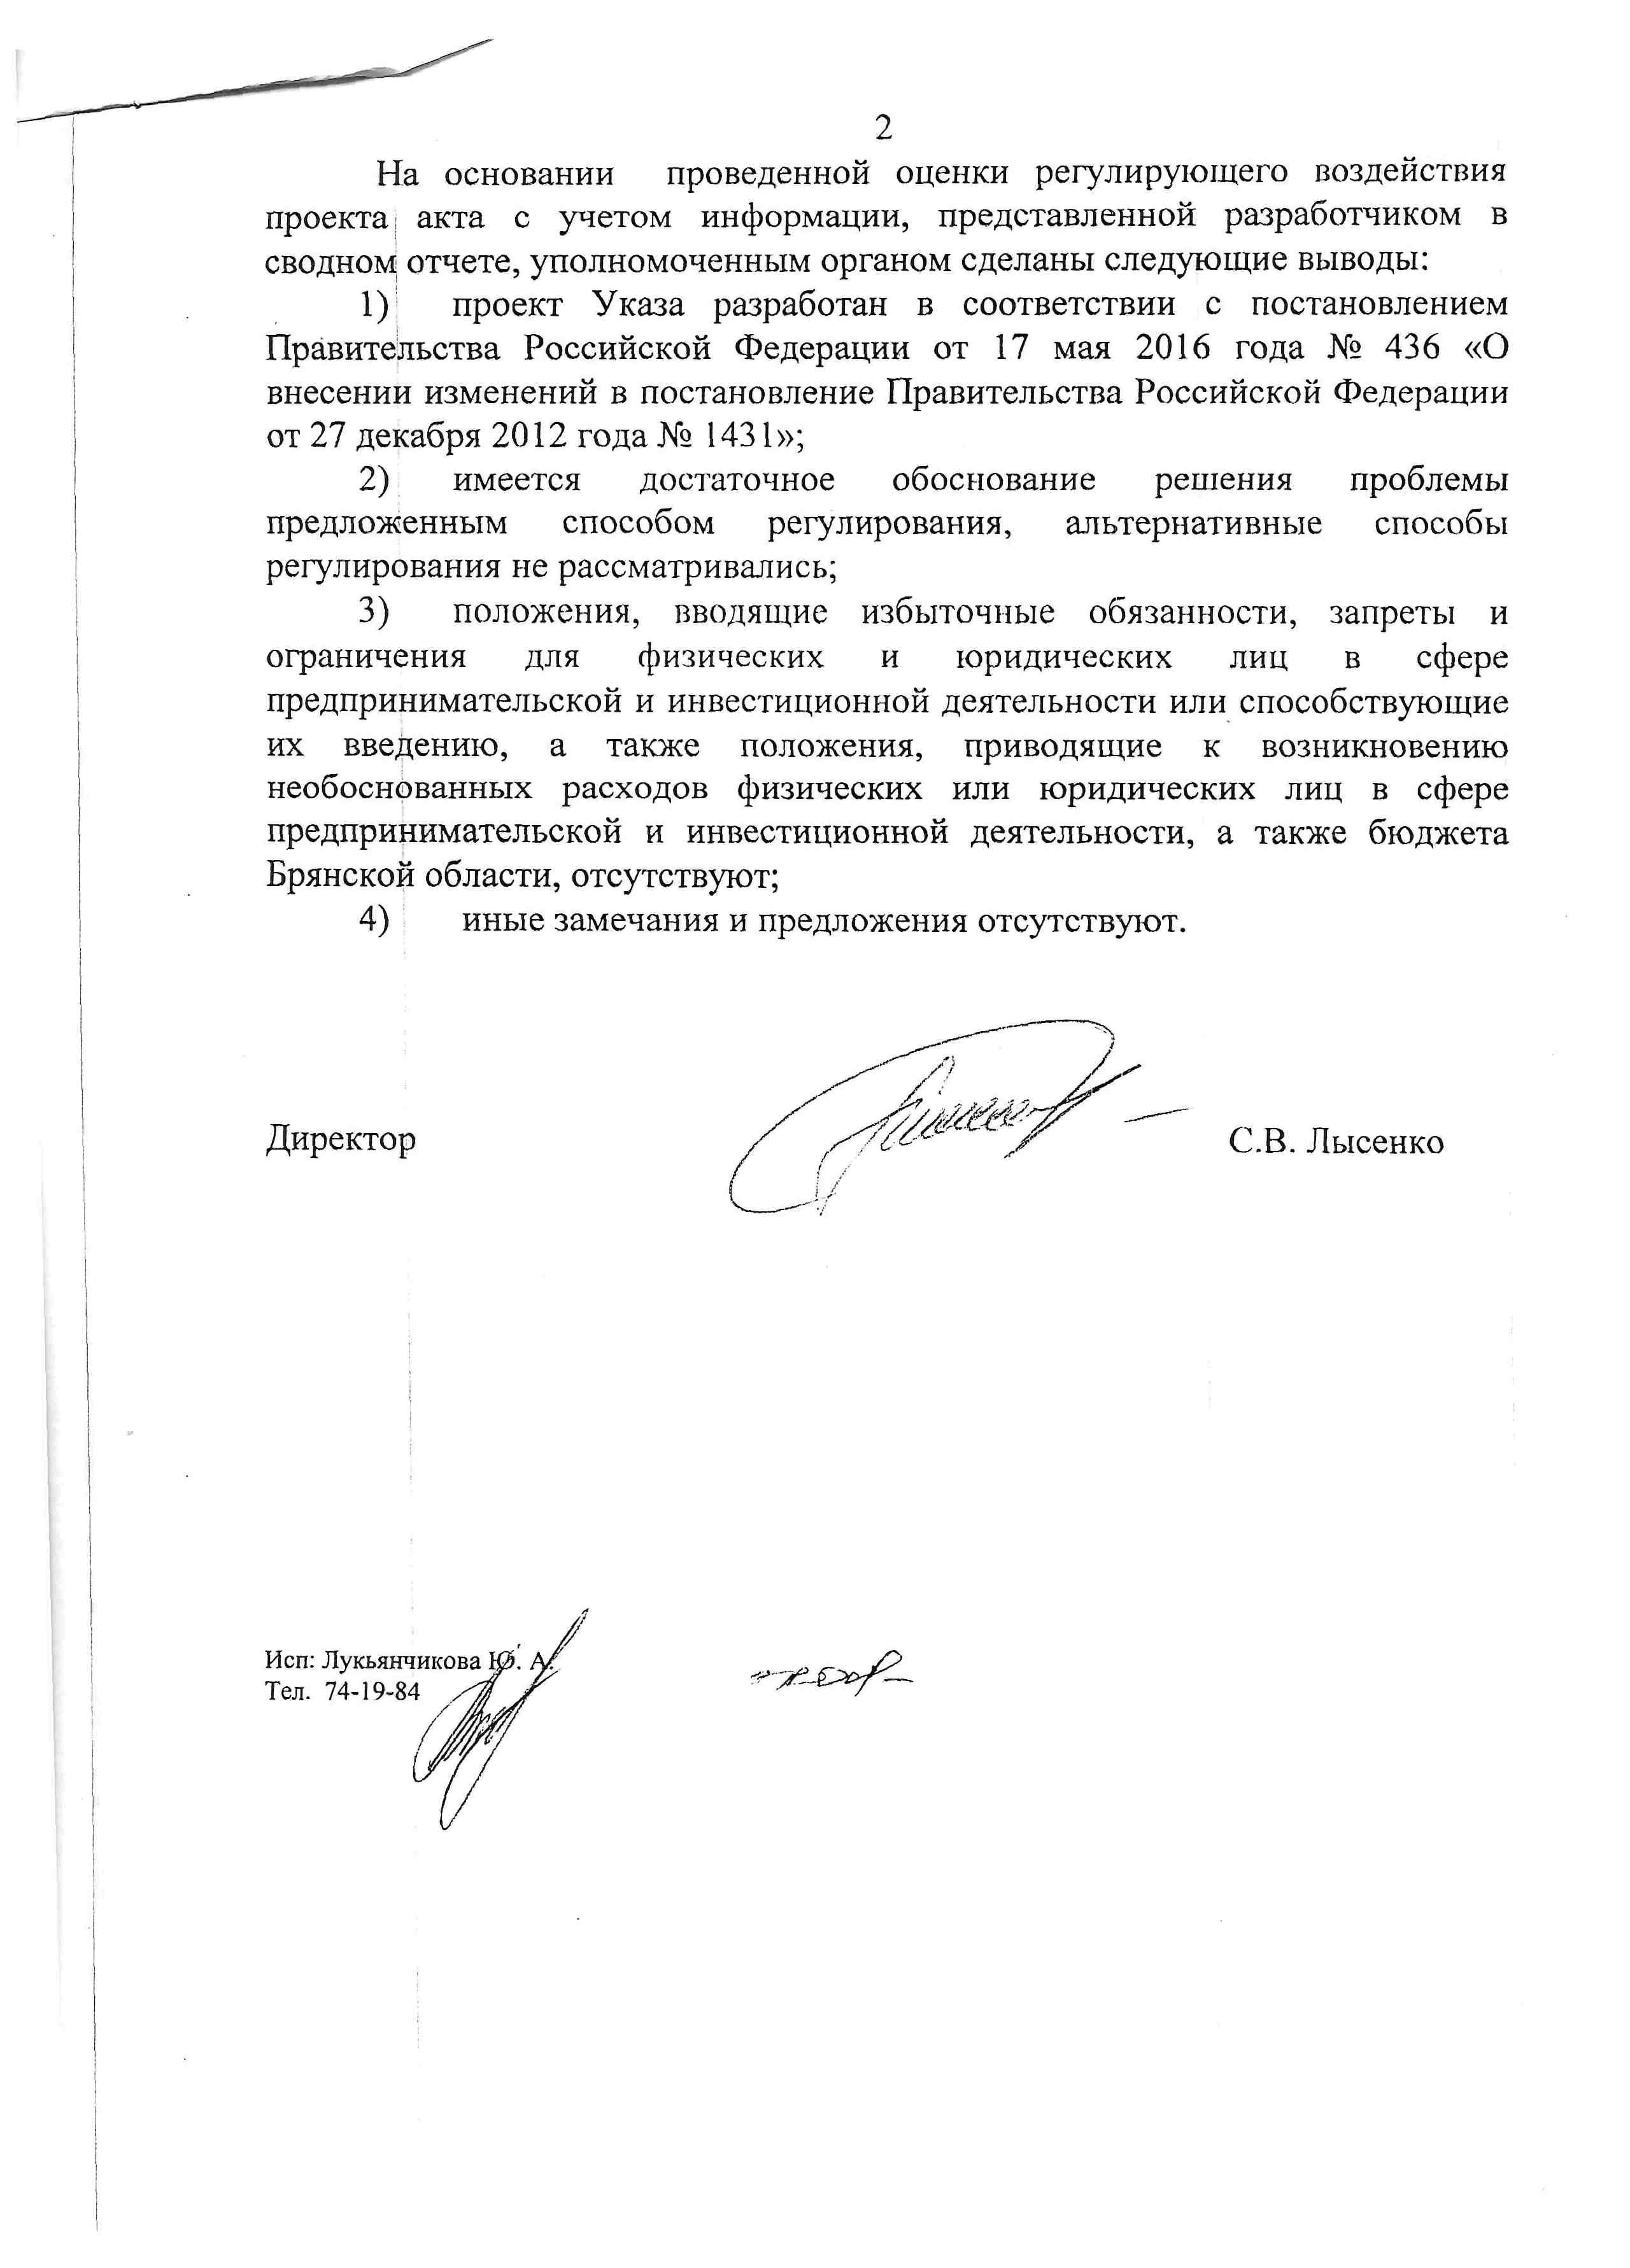 2
На основании проведенной оценки регулирующего воздействия
проекта акта с учетом информации, представленной разработчиком в
сводном отчете, уполномоченным органом сделаны следующие выводы:
1) проект Указа разработан в соответствии с постановлением
Правительства Российской Федерации от 17 мая 2016 года № 436 «О
внесении изменений в постановление Правительства Российской Федерации
от 27 декабря 2012 года № 1431»;
2) имеется достаточное обоснование решения проблемы
предложенным способом регулирования, альтернативные способы
регулирования не рассматривались;
3) положения, вводящие избыточные обязанности, запреты и
ограничения для физических и юридических лиц в сфере
предпринимательской и инвестиционной деятельности или способствующие
их введению, а также положения, приводящие к возникновению
необоснованных расходов физических или юридических лиц в сфере
предпринимательской и инвестиционной деятельности, а также бюджета
Брянской области, отсутствуют;
4) иные замечания и предложения отсутствуют.
Директор С.В. Лысенко
Исп: Лукьянчикова Ю. А.
Тел. 74-19-84